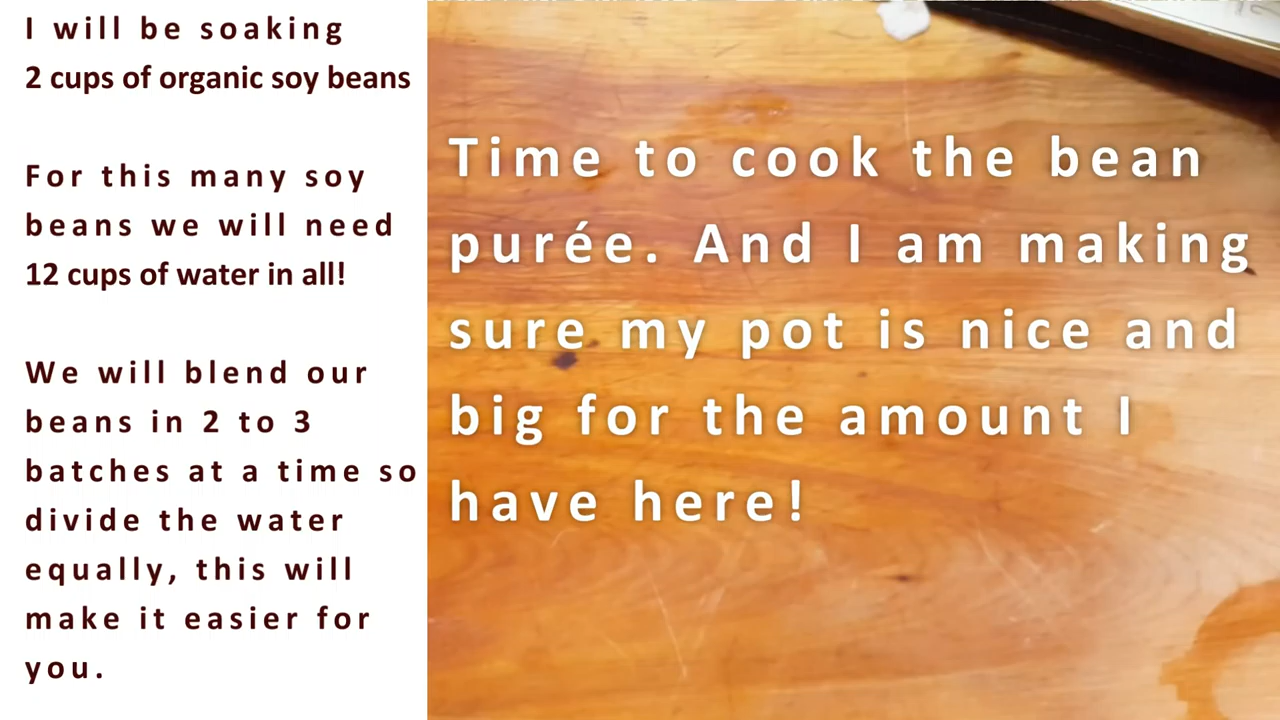 I will be soaking
2 cups of organic soy beans
For this many soy
beans we will need
12 cups of water in all!
We will blend our
beans in 2 to 3
batches at a time so
divide the water
equally, this will
make it easier for
you.
Time to cook the bean
purée. And I am making
sure my pot is nice and
big for the amount I
have here!